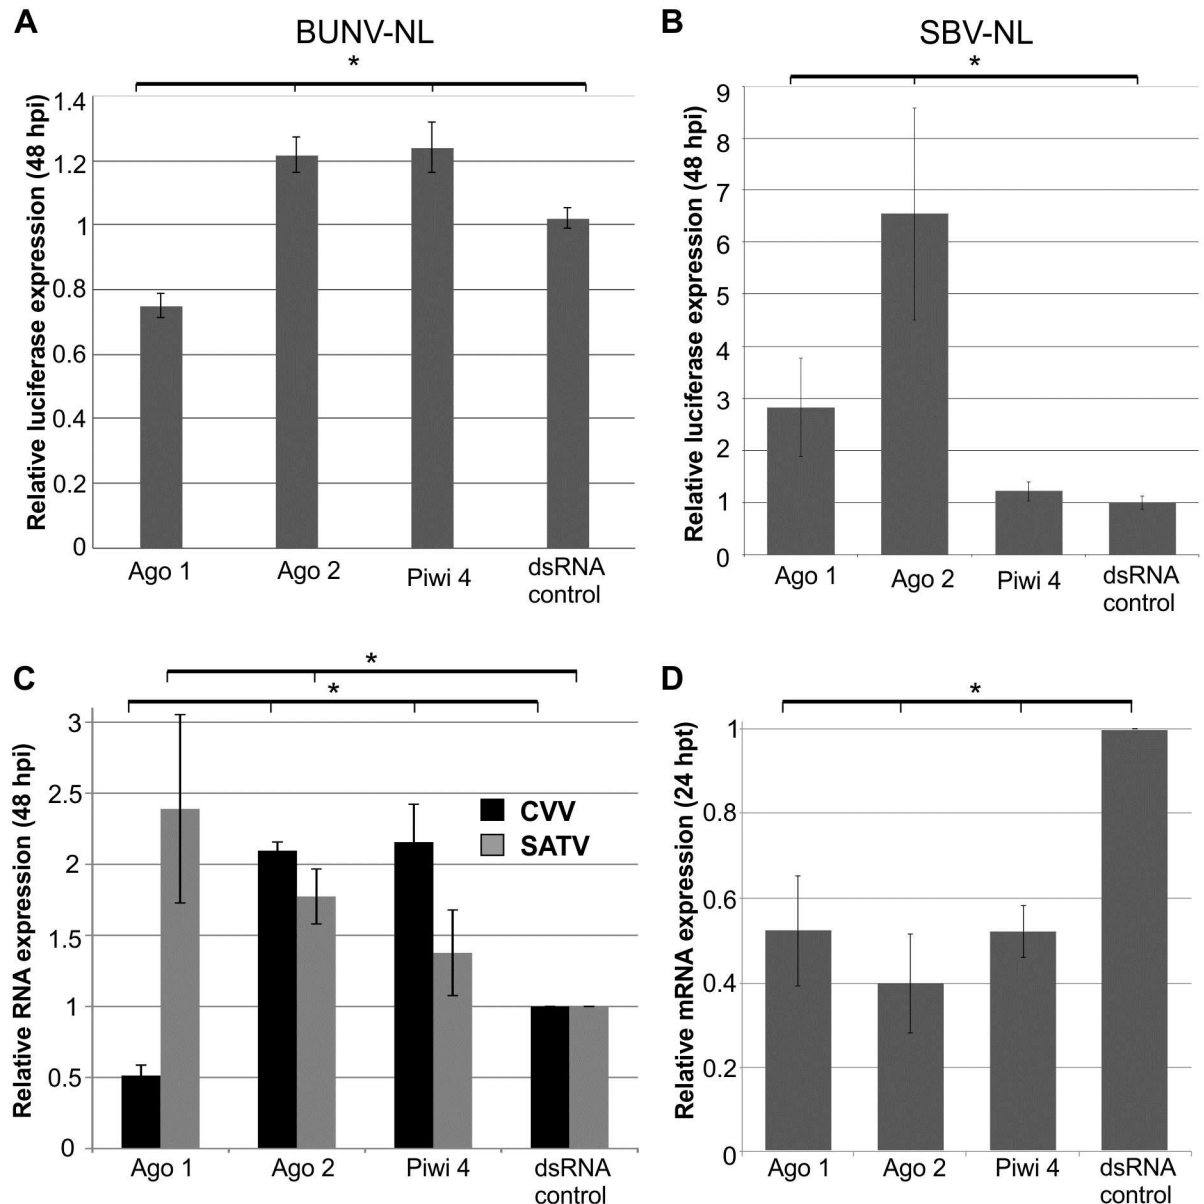 A
BUNV-NL
*
Relative luciferase expression (48 hpi)
1.4
1.2
1
0.8
0.6
0.4
0.2
0
Ago 1
Ago 2
Piwi 4
dsRNA
control
B
SBV-NL
*
Relative luciferase expression (48 hpi)
9
8
7
6
5
4
3
2
1
0
Ago 1
Ago 2
Piwi 4
dsRNA
control
C
*
*
Relative RNA expression (48 hpi)
3
2.5
2
1.5
1
0.5
0
CVV
SATV
Ago 1
Ago 2
Piwi 4
dsRNA
control
D
*
Relative mRNA expression (24 hpt)
1
0.8
0.6
0.4
0.2
0
Ago 1
Ago 2
Piwi 4
dsRNA
control